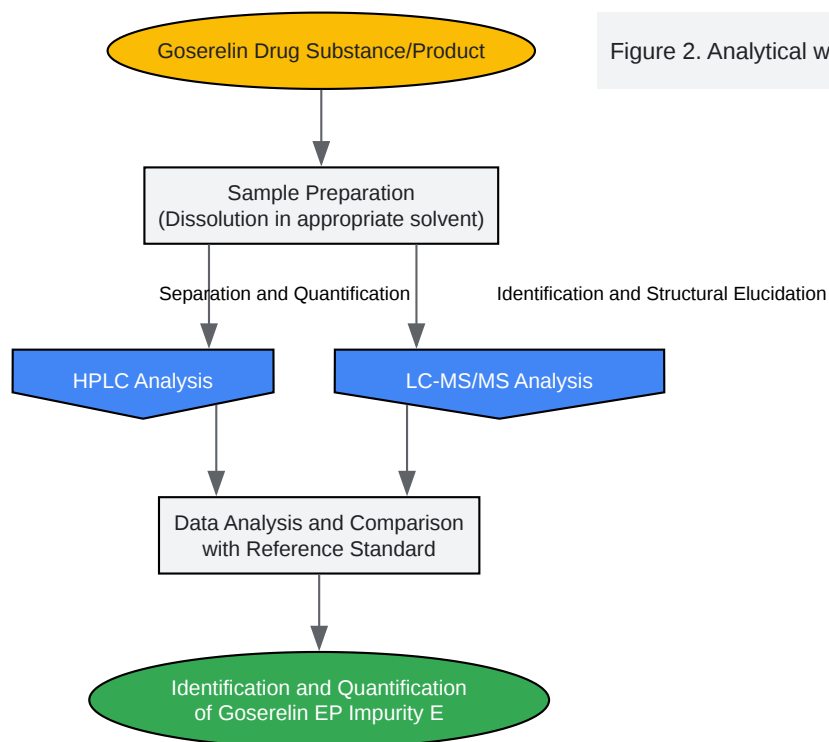 Goserelin Drug Substance/Product
Figure 2. Analytical w
Sample Preparation
(Dissolution in appropriate solvent)
Separation and Quantification
Identification and Structural Elucidation
HPLC Analysis
LC-MS/MS Analysis
Data Analysis and Comparison
with Reference Standard
Identification and Quantification
of Goserelin EP Impurity E